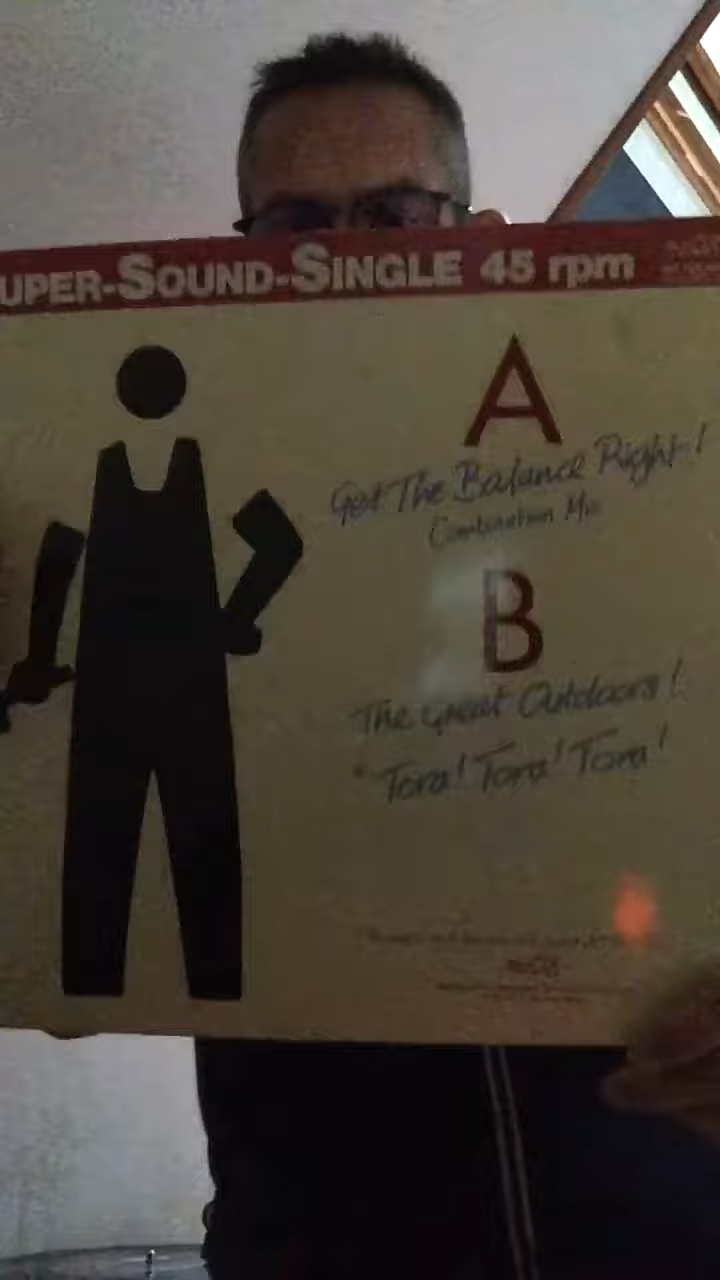 UPER-SOUND-SINGLE 45 rpm
A
Get The Balance Right!
Combination Mix
B
The Great Outdoors!
Tora! Tora! Tora!